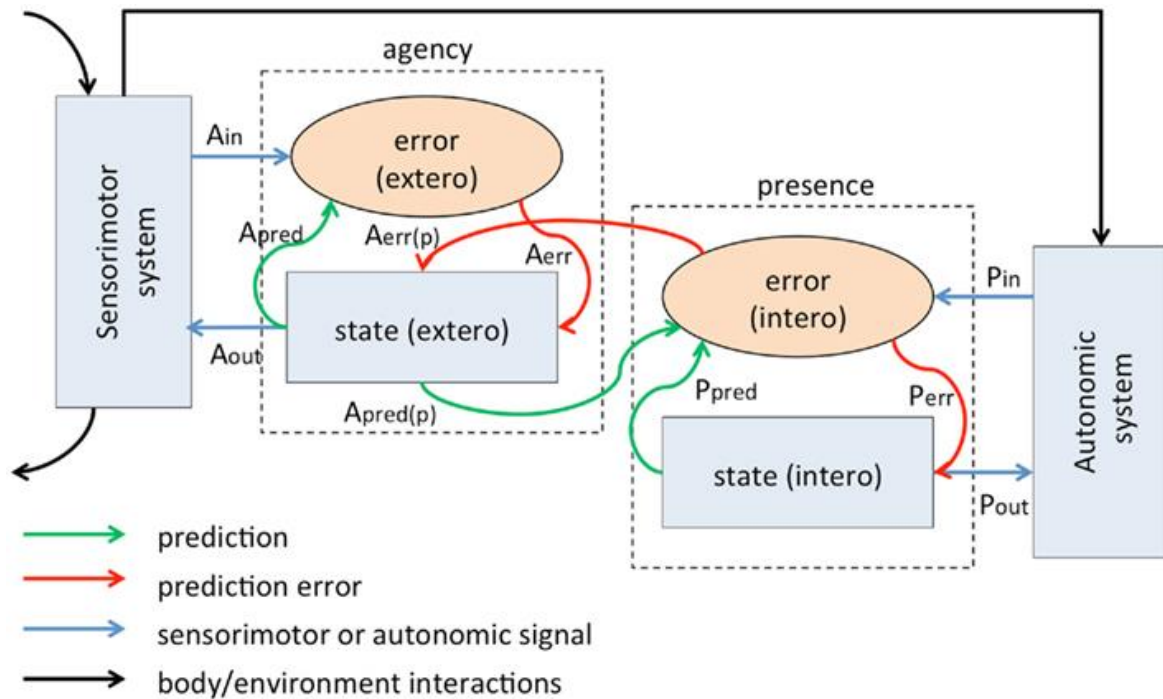 agency
Ain
error
(extero)
Sensorimotor
system
presence
Apred
Aerr(p)
Aerr
error
(intero)
Pin
state (extero)
Aout
Apred(p)
Ppred
Perr
Autonomic
system
state (intero)
Pout
prediction
prediction error
sensorimotor or autonomic signal
body/environment interactions